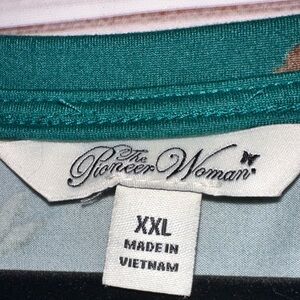 The
Pioneer Woman
XXL
MADE IN
VIETNAM